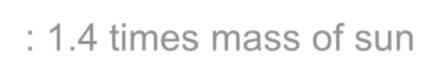 : 1.4 times mass of sun